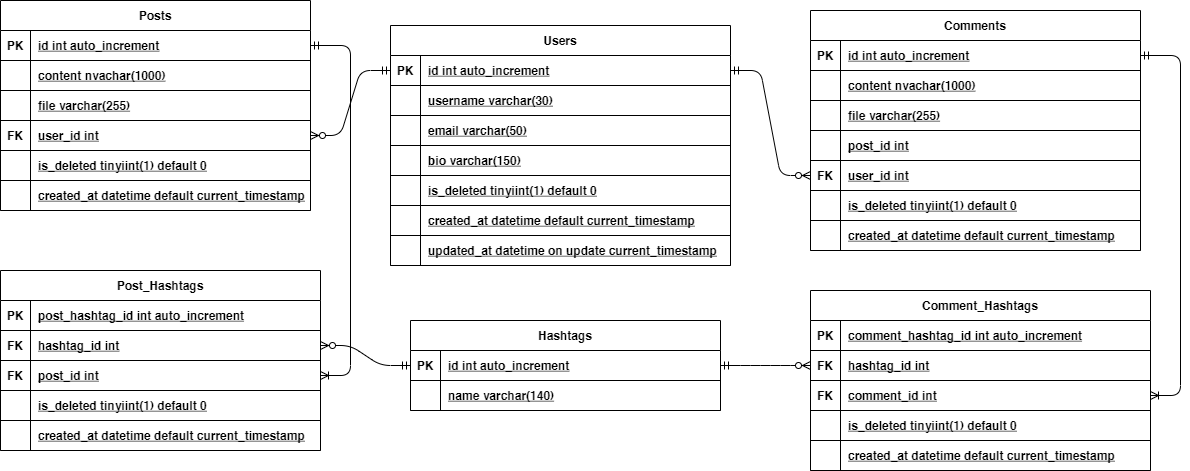 Posts
PK id int auto_increment
content nvachar(1000)
file varchar(255)
FK user_id int
is_deleted tinyiint(1) default 0
created_at datetime default current_timestamp
Users
PK id int auto_increment
username varchar(30)
email varchar(50)
bio varchar(150)
is_deleted tinyiint(1) default 0
created_at datetime default current_timestamp
updated_at datetime on update current_timestamp
Comments
PK id int auto_increment
content nvachar(1000)
file varchar(255)
post_id int
FK user_id int
is_deleted tinyiint(1) default 0
created_at datetime default current_timestamp
Post_Hashtags
PK post_hashtag_id int auto_increment
FK hashtag_id int
FK post_id int
is_deleted tinyiint(1) default 0
created_at datetime default current_timestamp
Hashtags
PK id int auto_increment
name varchar(140)
Comment_Hashtags
PK comment_hashtag_id int auto_increment
FK hashtag_id int
FK comment_id int
is_deleted tinyiint(1) default 0
created_at datetime default current_timestamp